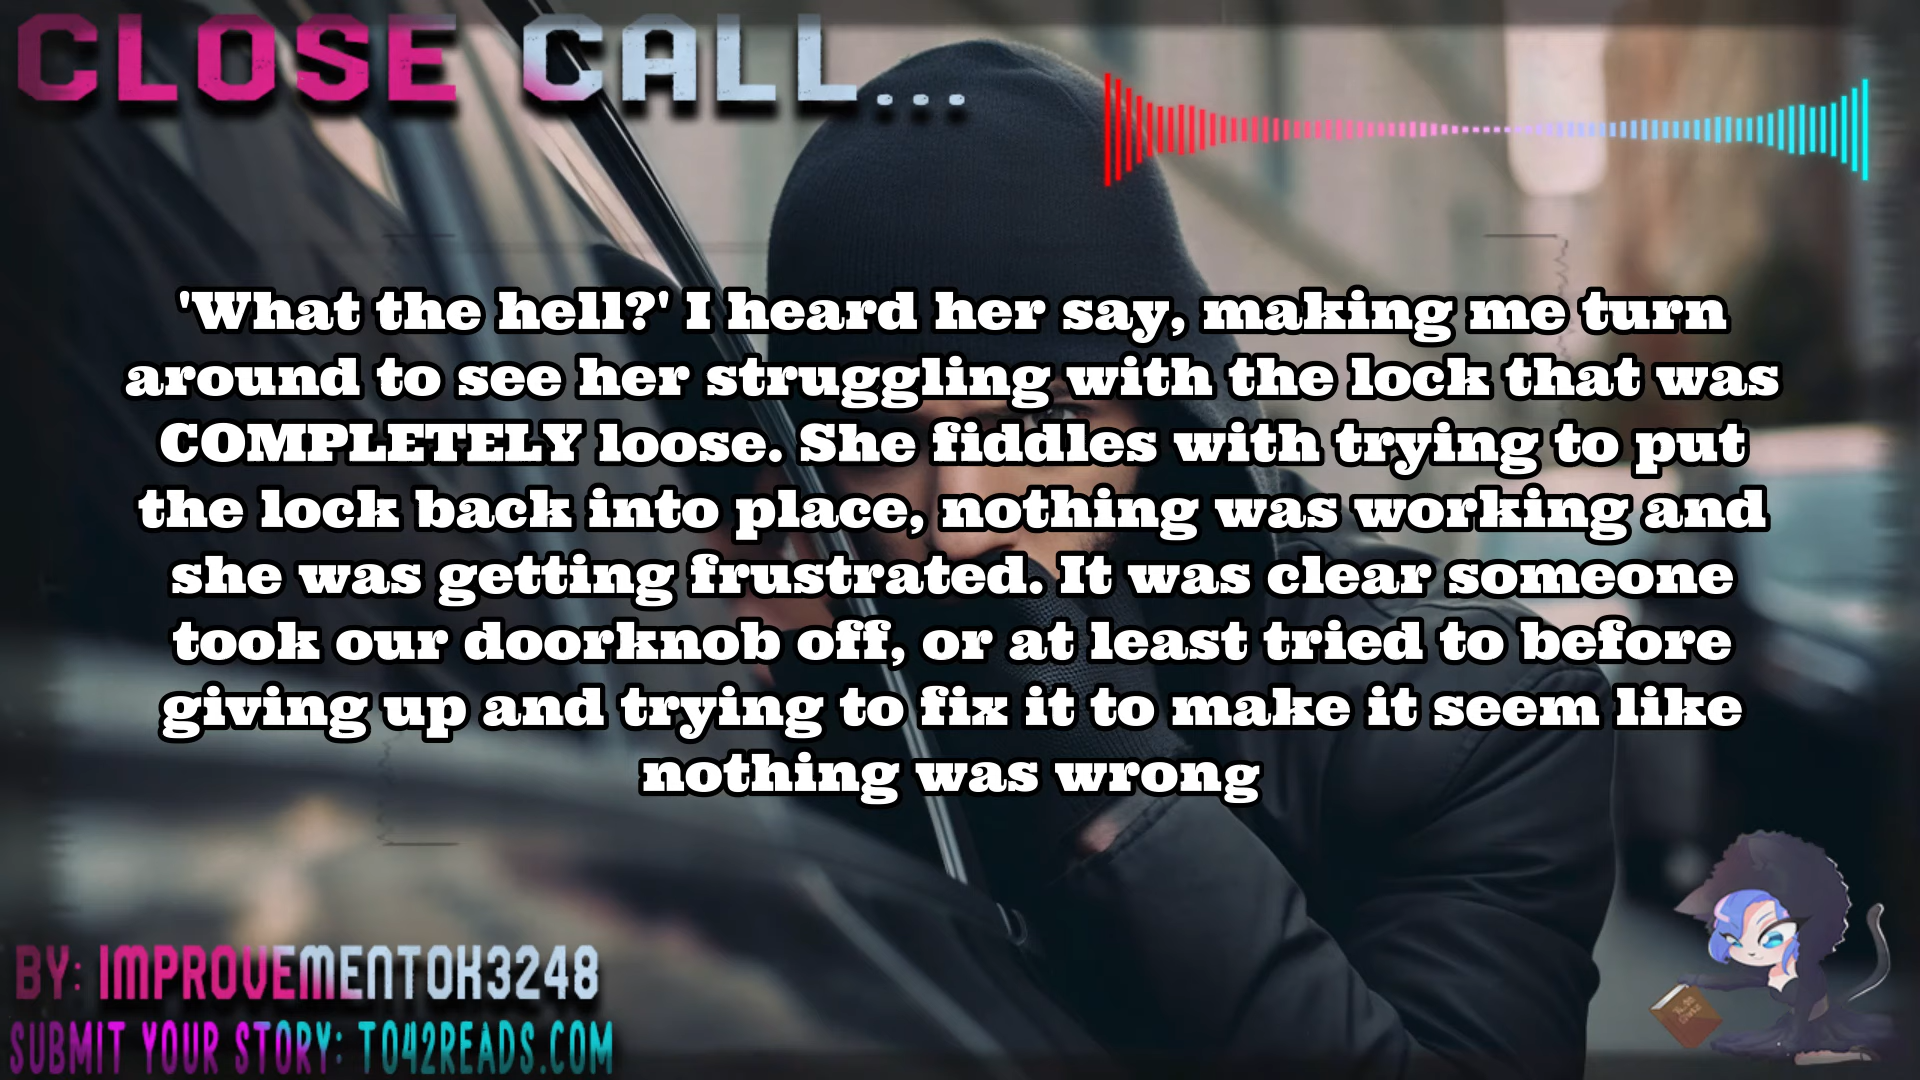 CLOSE CALL...
'What the hell?' I heard her say, making me turn
around to see her struggling with the lock that was
COMPLETELY loose. She fiddles with trying to put
the lock back into place, nothing was working and
she was getting frustrated. It was clear someone
took our doorknob off, or at least tried to before
giving up and trying to fix it to make it seem like
nothing was wrong
BY: IMPROVEMENTOK3248
SUBMIT YOUR STORY: TO42READS.COM